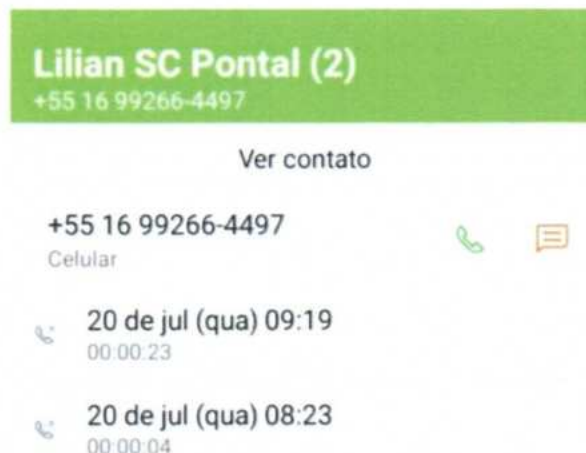 Lilian SC Pontal (2)
+55 16 99266-4497
Ver contato
+55 16 99266-4497
Celular
20 de jul (qua) 09:19
00:00:23
20 de jul (qua) 08:23
00:00:04